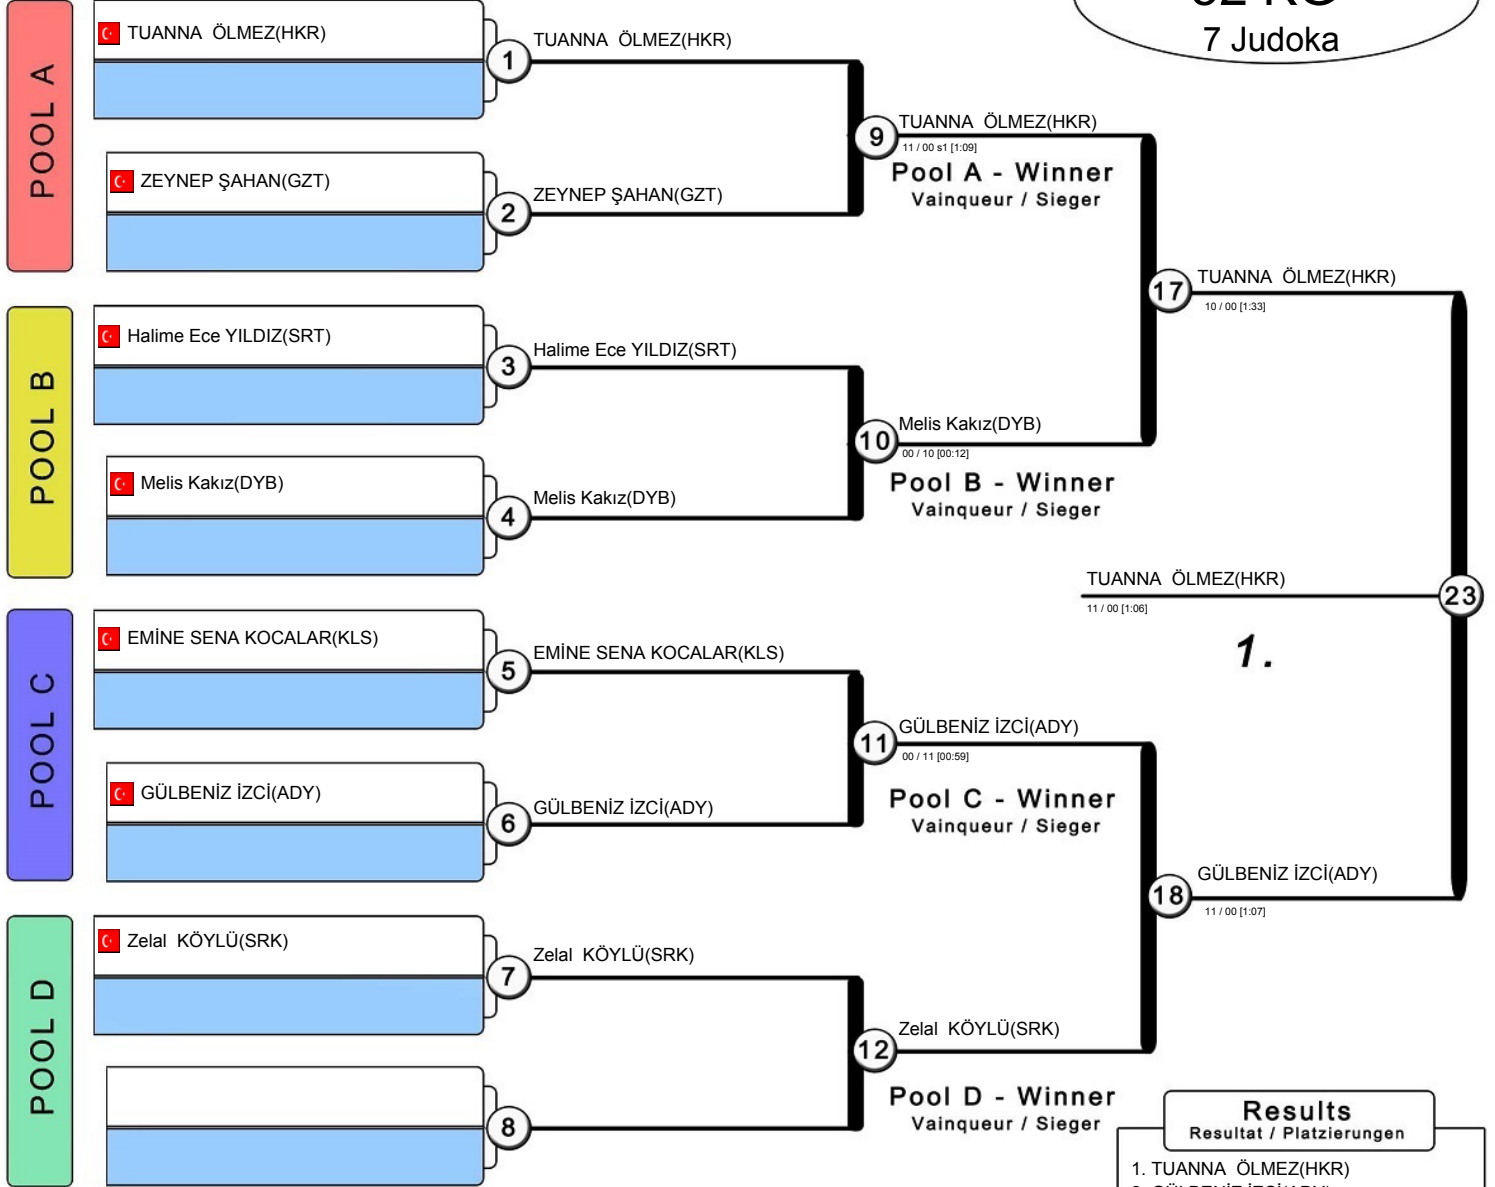 7 Judoka
POOL A
TUANNA ÖLMEZ(HKR)
1
TUANNA ÖLMEZ(HKR)
ZEYNEP ŞAHAN(GZT)
2
ZEYNEP ŞAHAN(GZT)
9
TUANNA ÖLMEZ(HKR)
11 / 00 s1 [1:09]
Pool A - Winner
Vainqueur / Sieger
POOL B
Halime Ece YILDIZ(SRT)
3
Halime Ece YILDIZ(SRT)
Melis Kakız(DYB)
4
Melis Kakız(DYB)
10
Melis Kakız(DYB)
00 / 10 [00:12]
Pool B - Winner
Vainqueur / Sieger
17
TUANNA ÖLMEZ(HKR)
10 / 00 [1:33]
POOL C
EMİNE SENA KOCALAR(KLS)
5
EMİNE SENA KOCALAR(KLS)
GÜLBENİZ İZCİ(ADY)
6
GÜLBENİZ İZCİ(ADY)
11
GÜLBENİZ İZCİ(ADY)
00 / 11 [00:59]
Pool C - Winner
Vainqueur / Sieger
POOL D
Zelal KÖYLÜ(SRK)
7
Zelal KÖYLÜ(SRK)
8
12
Zelal KÖYLÜ(SRK)
Pool D - Winner
Vainqueur / Sieger
18
GÜLBENİZ İZCİ(ADY)
11 / 00 [1:07]
TUANNA ÖLMEZ(HKR)
23
11 / 00 [1:06]
1.
Results
Resultat / Platzierungen
1. TUANNA ÖLMEZ(HKR)